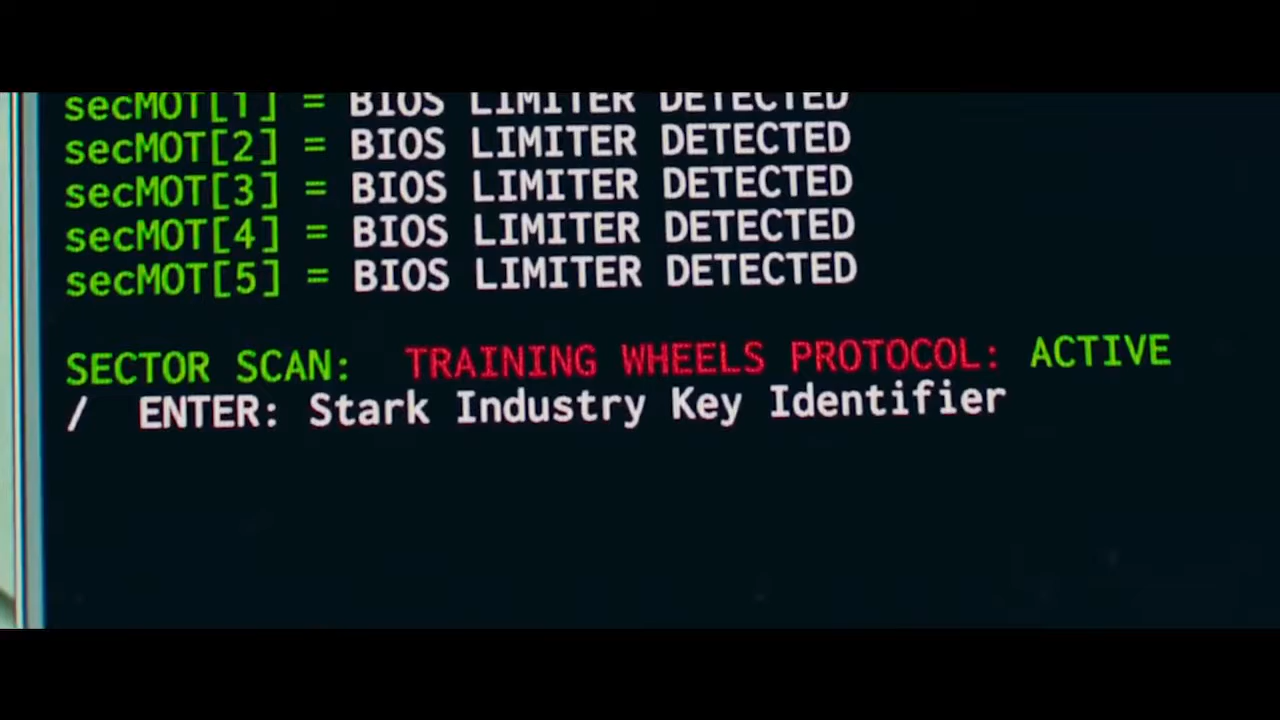 secMOT[1] = BIOS LIMITER DETECTED
secMOT[2] = BIOS LIMITER DETECTED
secMOT[3] = BIOS LIMITER DETECTED
secMOT[4] = BIOS LIMITER DETECTED
secMOT[5] = BIOS LIMITER DETECTED
SECTOR SCAN: TRAINING WHEELS PROTOCOL: ACTIVE
/ ENTER: Stark Industry Key Identifier